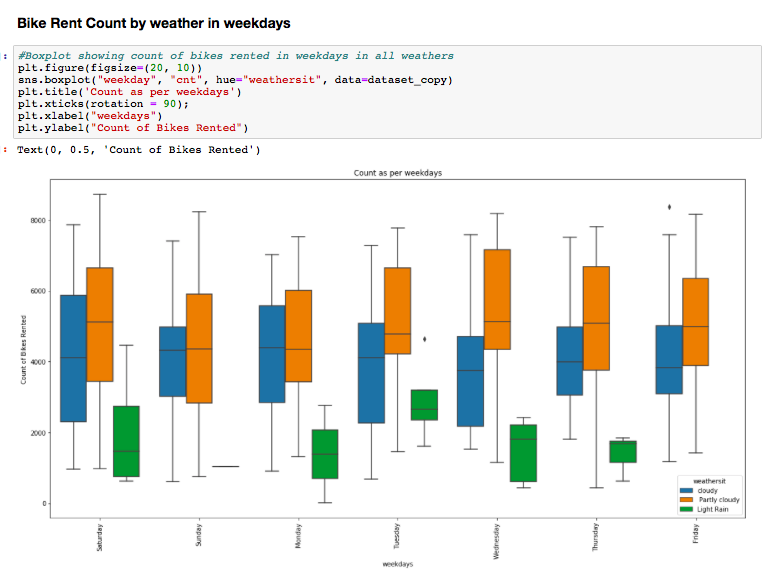 Bike Rent Count by weather in weekdays
]: #Boxplot showing count of bikes rented in weekdays in all weathers
plt.figure(figsize=(20, 10))
sns.boxplot("weekday", "cnt", hue="weathersit", data=dataset_copy)
plt.title('Count as per weekdays')
plt.xticks(rotation = 90);
plt.xlabel("weekdays")
plt.ylabel("Count of Bikes Rented")
: Text(0, 0.5, 'Count of Bikes Rented')
Count as per weekdays
8000
6000
4000
2000
0
Count of Bikes Rented
weathersit
cloudy
Partly cloudy
Light Rain
Saturday
Sunday
Monday
Tuesday
Wednesday
Thursday
Friday
weekdays